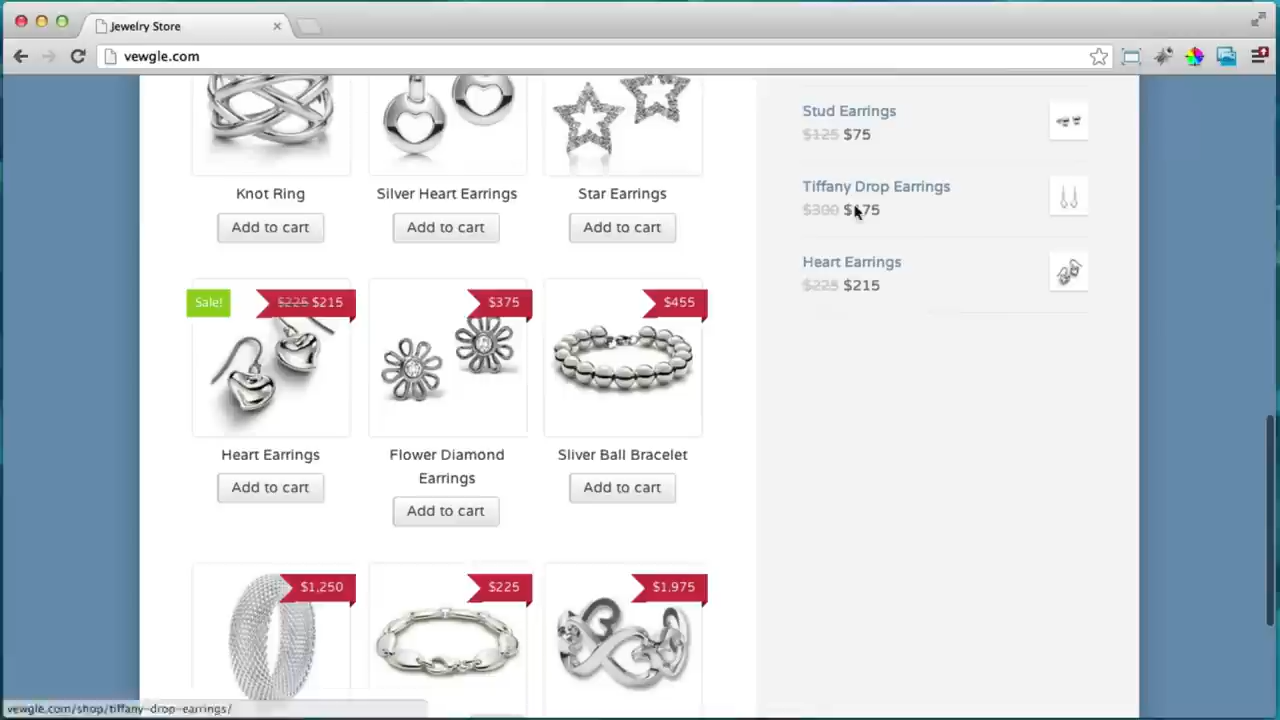 Jewelry Store
vewgle.com
Knot Ring
Silver Heart Earrings
Star Earrings
Add to cart
Add to cart
Add to cart
Stud Earrings
$125 $75
Tiffany Drop Earrings
$300 $175
Heart Earrings
$225 $215
Sale!
$225 $215
$375
$455
Heart Earrings
Flower Diamond
Earrings
Sliver Ball Bracelet
Add to cart
Add to cart
Add to cart
$1,250
$225
$1,975
vewgle.com/shop/tiffany-drop-earrings/